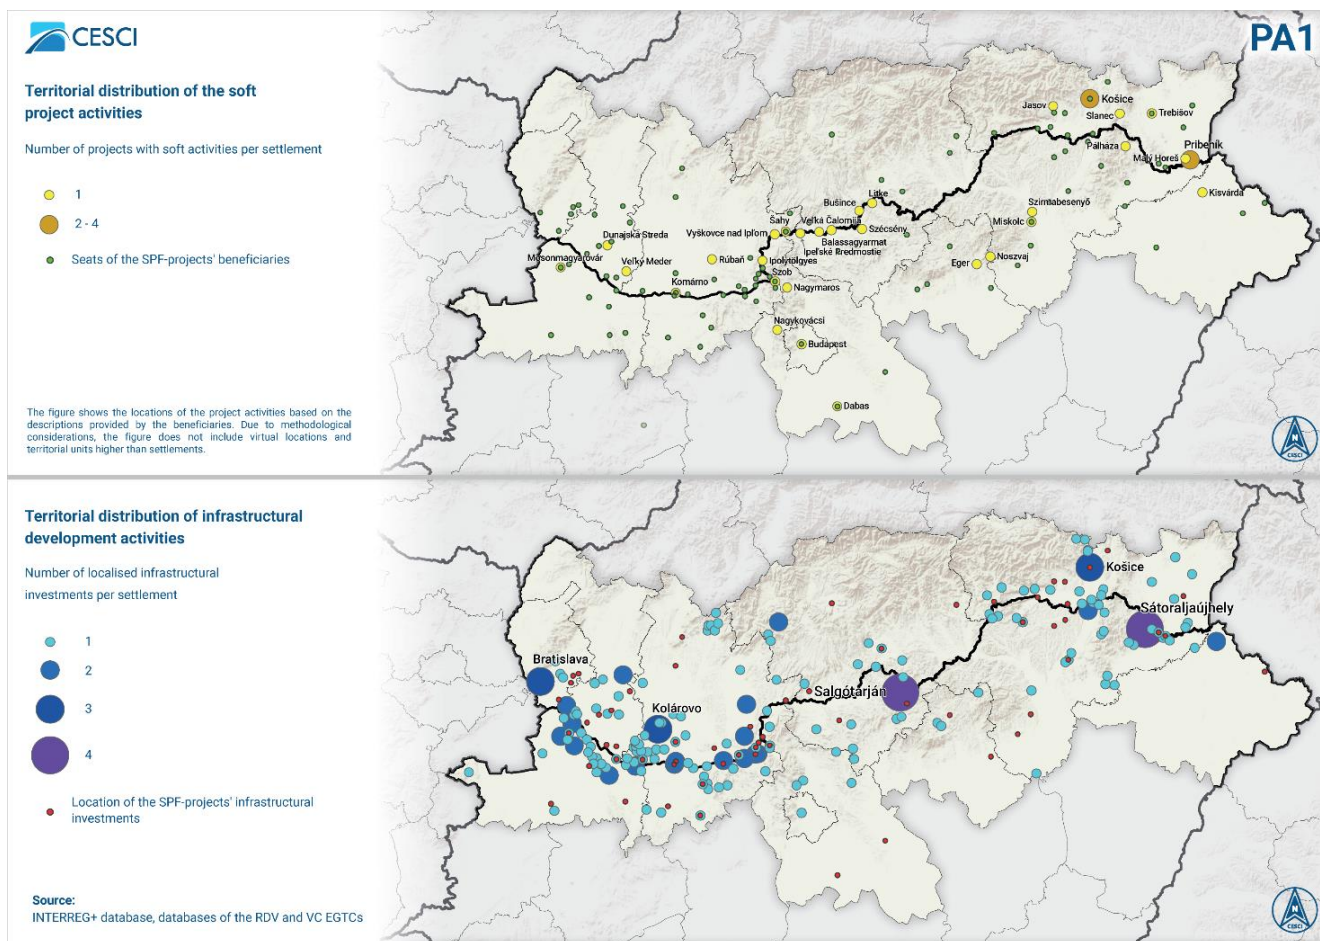 CESCI
PA1
Territorial distribution of the soft
project activities
Number of projects with soft activities per settlement
1
2 - 4
Seats of the SPF-projects' beneficiaries
The figure shows the locations of the project activities based on the
descriptions provided by the beneficiaries. Due to methodological
considerations, the figure does not include virtual locations and
territorial units higher than settlements.
Košice
Jasov
Slanec
Trebišov
Pálháza
Pribeník
Malý Horeš
Kisvárda
Litke
Bušince
Szirmabesenyő
Šahy
Veľká Čalomija
Miskolc
Vyškovce nad Ipľom
Szécsény
Dunajská Streda
Balassagyarmat
Ipeľské Predmostie
Mosonmagyaróvár
Veľký Meder
Rúbaň
Ipolytölgyes
Noszvaj
Eger
Szob
Komárno
Nagymaros
Nagykovácsi
Budapest
Dabas
N
CESCI
Territorial distribution of infrastructural
development activities
Number of localised infrastructural
investments per settlement
1
2
3
4
Location of the SPF-projects' infrastructural
investments
Source:
INTERREG+ database, databases of the RDV and VC EGTCs
Košice
Sátoraljaújhely
Bratislava
Salgótarján
Kolárovo
N
CESCI